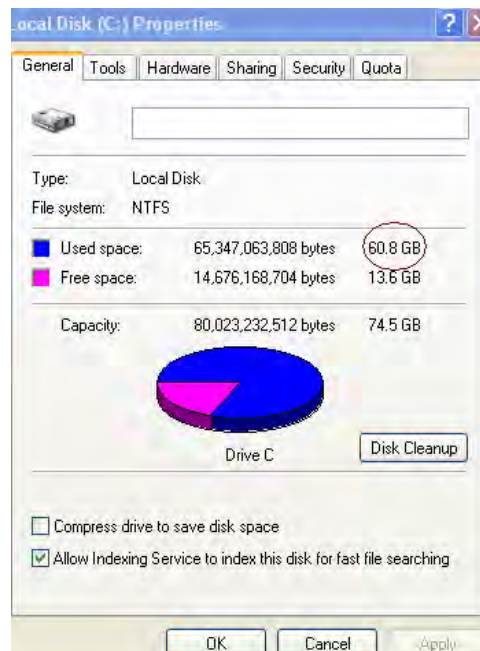 Local Disk (C:) Properties
General Tools Hardware Sharing Security Quota
Type: Local Disk
File system: NTFS
Used space: 65,347,063,808 bytes 60.8 GB
Free space: 14,676,168,704 bytes 13.6 GB
Capacity: 80,023,232,512 bytes 74.5 GB
Drive C
Disk Cleanup
Compress drive to save disk space
Allow Indexing Service to index this disk for fast file searching
OK Cancel Apply